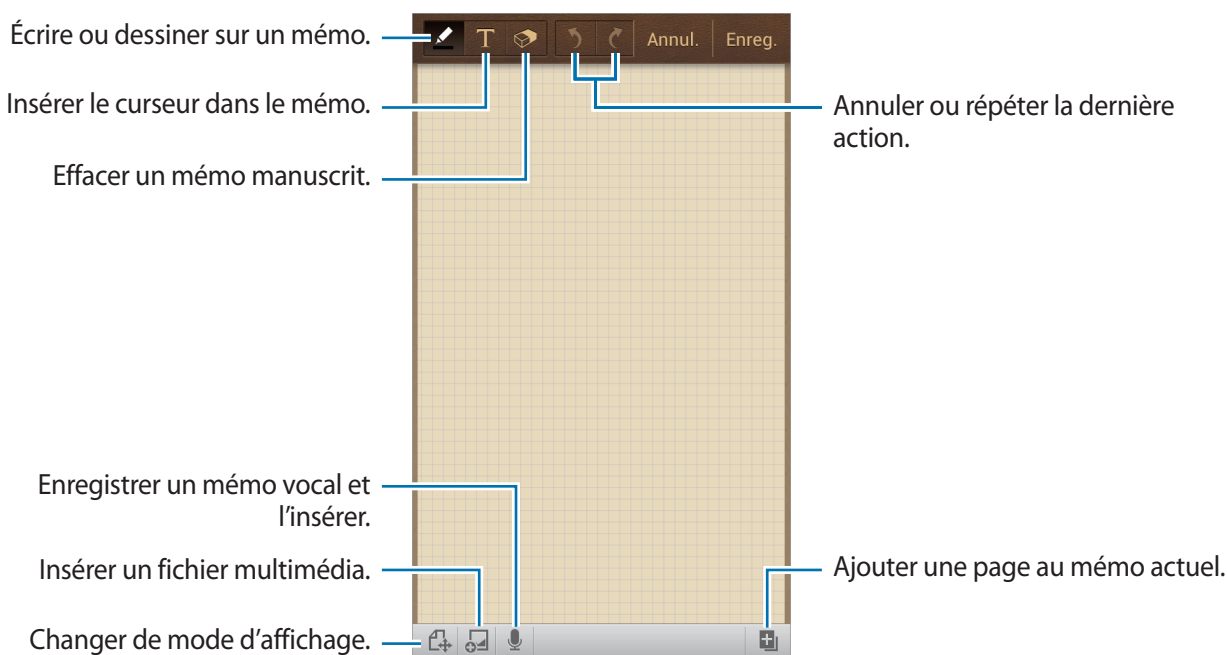 Écrire ou dessiner sur un mémo.
T
Annul.
Enreg.
Insérer le curseur dans le mémo.
Annuler ou répéter la dernière
action.
Effacer un mémo manuscrit.
Enregistrer un mémo vocal et
l’insérer.
Insérer un fichier multimédia.
Ajouter une page au mémo actuel.
Changer de mode d’affichage.